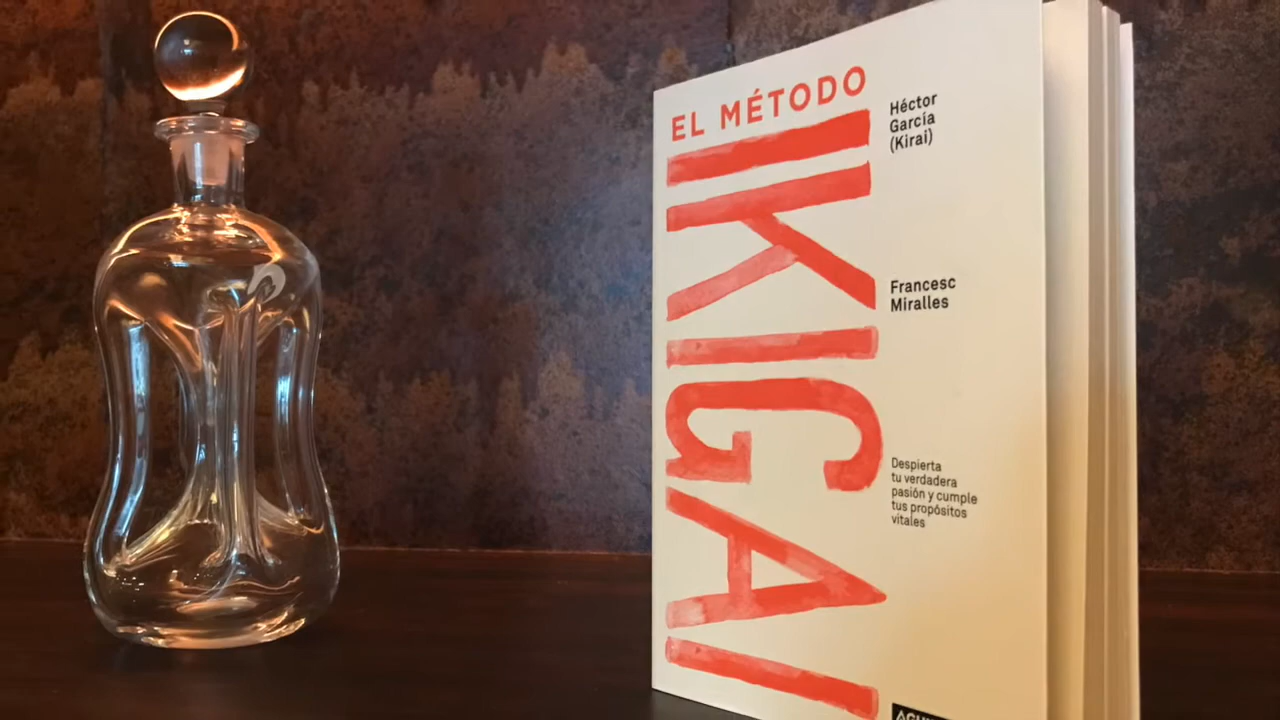 EL MÉTODO
IKIGAI
Héctor
García
(Kirai)
Francesc
Miralles
Despierta
tu verdadera
pasión y cumple
tus propósitos
vitales